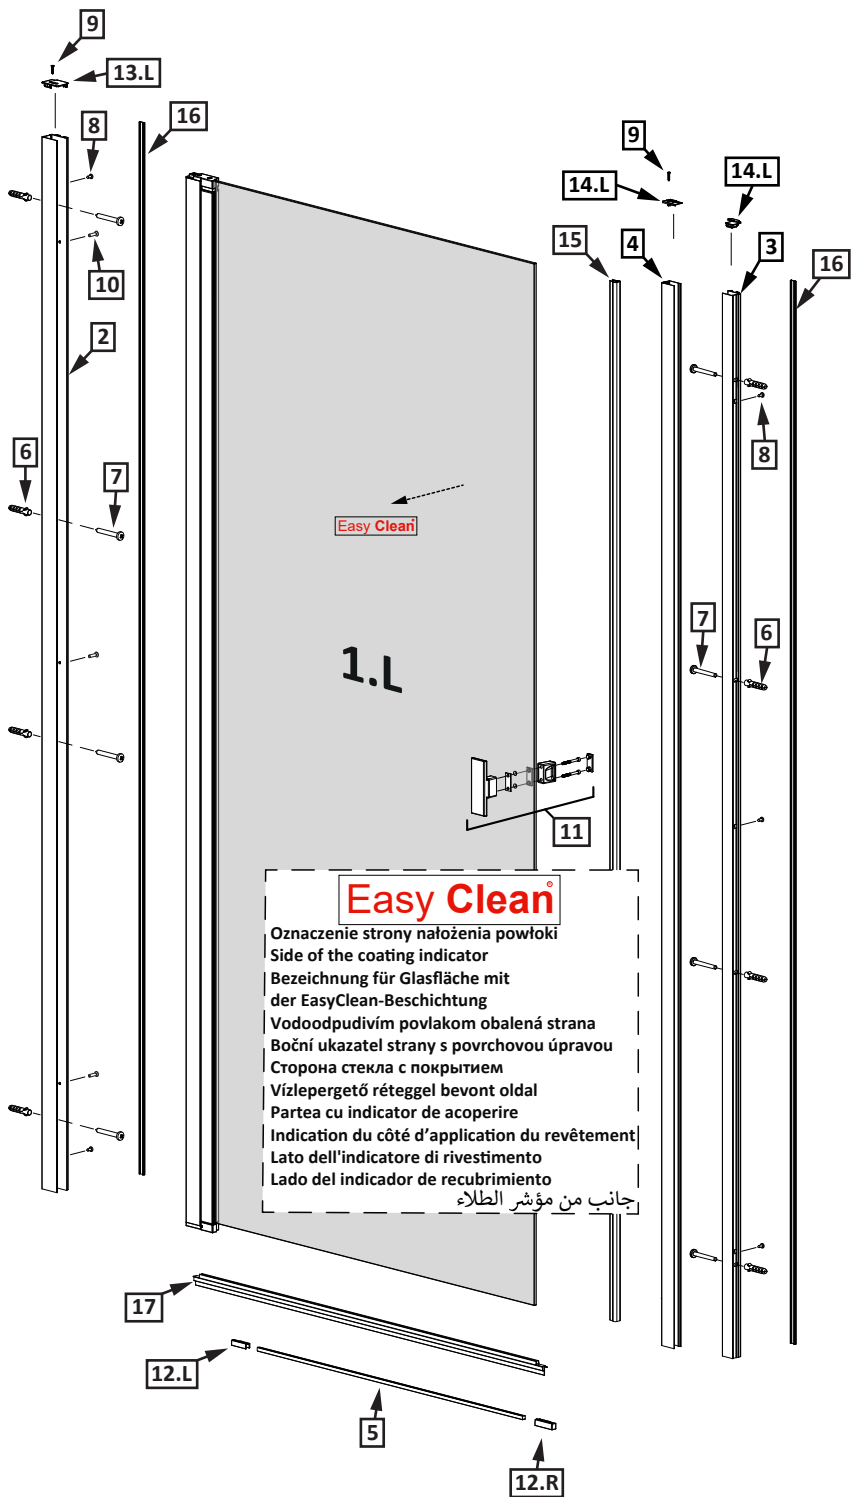 9
13.L
16
8
9
14.L
14.L
15
4
3
16
10
2
8
6
7
Easy Clean®
1.L
7
6
11
Easy Clean®
Oznaczenie strony nałożenia powłoki
Side of the coating indicator
Bezeichnung für Glasfläche mit
der EasyClean-Beschichtung
Vodoodpudivím povlakom obalená strana
Boční ukazatel strany s povrchovou úpravou
Сторона стекла с покрытием
Vízlepergető réteggel bevont oldal
Partea cu indicator de acoperire
Indication du côté d’application du revêtement
Lato dell'indicatore di rivestimento
Lado del indicador de recubrimiento
جانب من مؤشر الطلاء
17
12.L
5
12.R